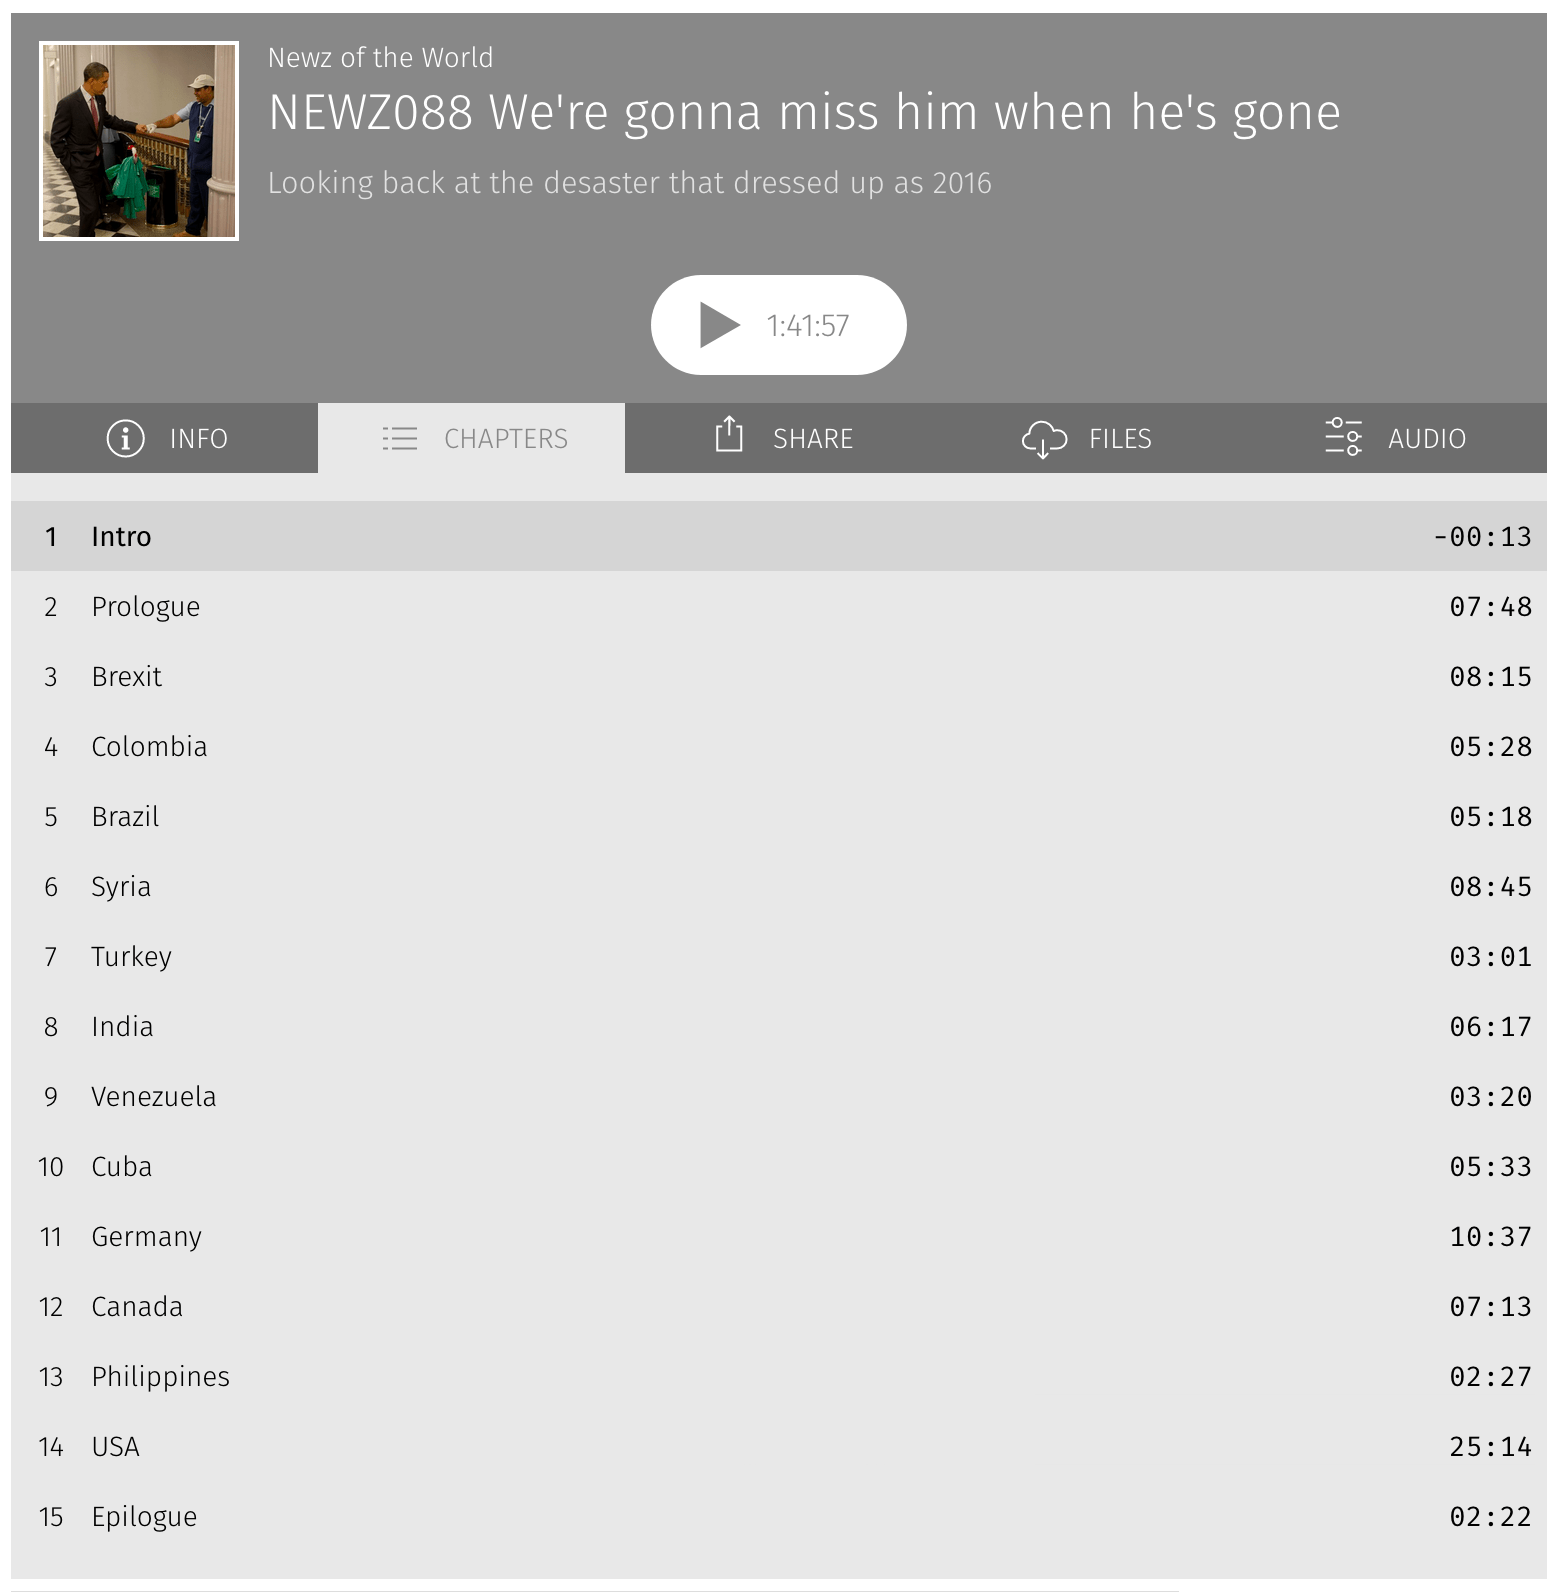 Newz of the World
NEWZ088 We're gonna miss him when he's gone
Looking back at the desaster that dressed up as 2016
1:41:57
INFO CHAPTERS SHARE FILES AUDIO
1 Intro -00:13
2 Prologue 07:48
3 Brexit 08:15
4 Colombia 05:28
5 Brazil 05:18
6 Syria 08:45
7 Turkey 03:01
8 India 06:17
9 Venezuela 03:20
10 Cuba 05:33
11 Germany 10:37
12 Canada 07:13
13 Philippines 02:27
14 USA 25:14
15 Epilogue 02:22